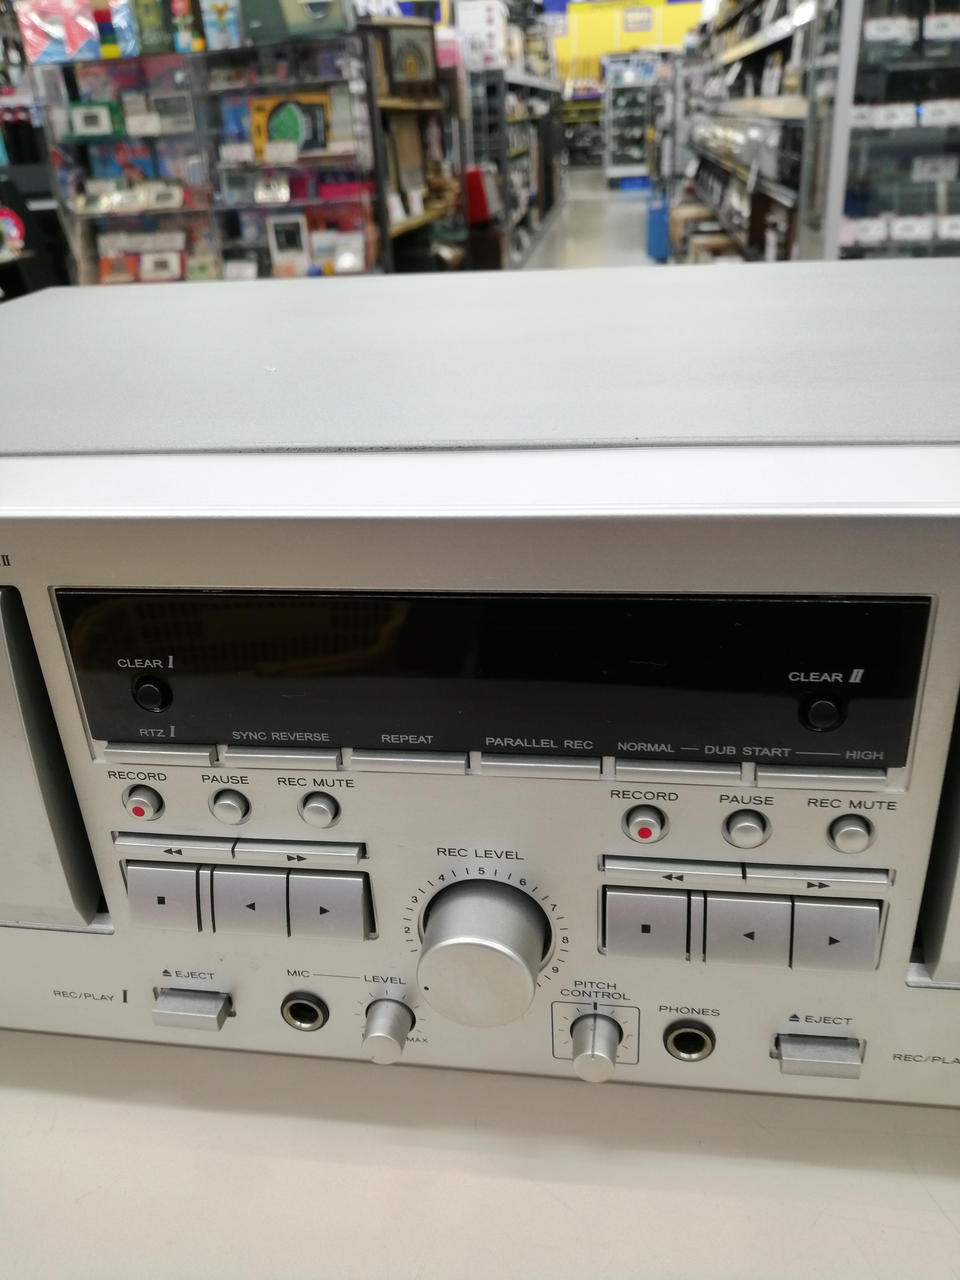 II
CLEAR I
CLEAR II
RTZ I
SYNC REVERSE
REPEAT
PARALLEL REC
NORMAL — DUB START — HIGH
RECORD
PAUSE
REC MUTE
RECORD
PAUSE
REC MUTE
REC LEVEL
2 3 4 5 6 7 8 9
EJECT
MIC — LEVEL
MAX
REC/PLAY I
PITCH
CONTROL
PHONES
EJECT
REC/PLA